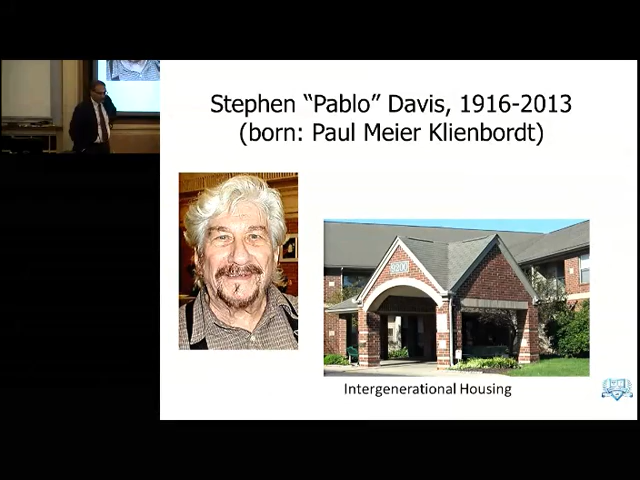 Stephen “Pablo” Davis, 1916-2013
(born: Paul Meier Klienbordt)
Intergenerational Housing